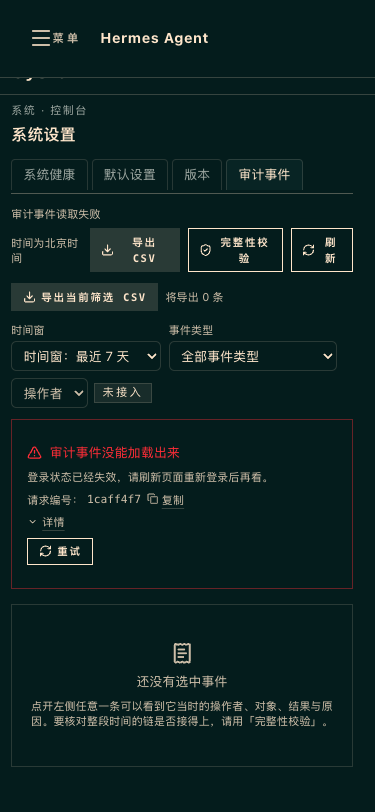 菜单 Hermes Agent
系统 · 控制台
系统设置
系统健康 默认设置 版本 审计事件
审计事件读取失败
时间为北京时
间
导出
CSV
完整性校
验
刷
新
导出当前筛选 CSV 将导出 0 条
时间窗 事件类型
时间窗：最近 7 天 全部事件类型
操作者 未接入
审计事件没能加载出来
登录状态已经失效，请刷新页面重新登录后再看。
请求编号： 1caff4f7 复制
详情
重试
还没有选中事件
点开左侧任意一条可以看到它当时的操作者、对象、结果与原
因。要核对整段时间的链是否接得上，请用「完整性校验」。